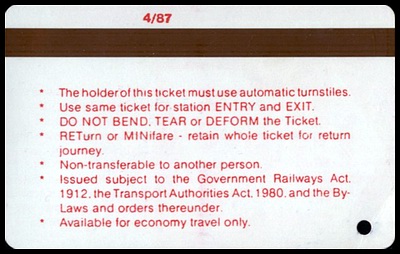 4/87
* The holder of this ticket must use automatic turnstiles.
* Use same ticket for station ENTRY and EXIT.
* DO NOT BEND, TEAR or DEFORM the Ticket.
* RETurn or MINIfare - retain whole ticket for return
journey.
* Non-transferable to another person.
* Issued subject to the Government Railways Act,
1912, the Transport Authorities Act, 1980, and the By-
Laws and orders thereunder.
* Available for economy travel only.